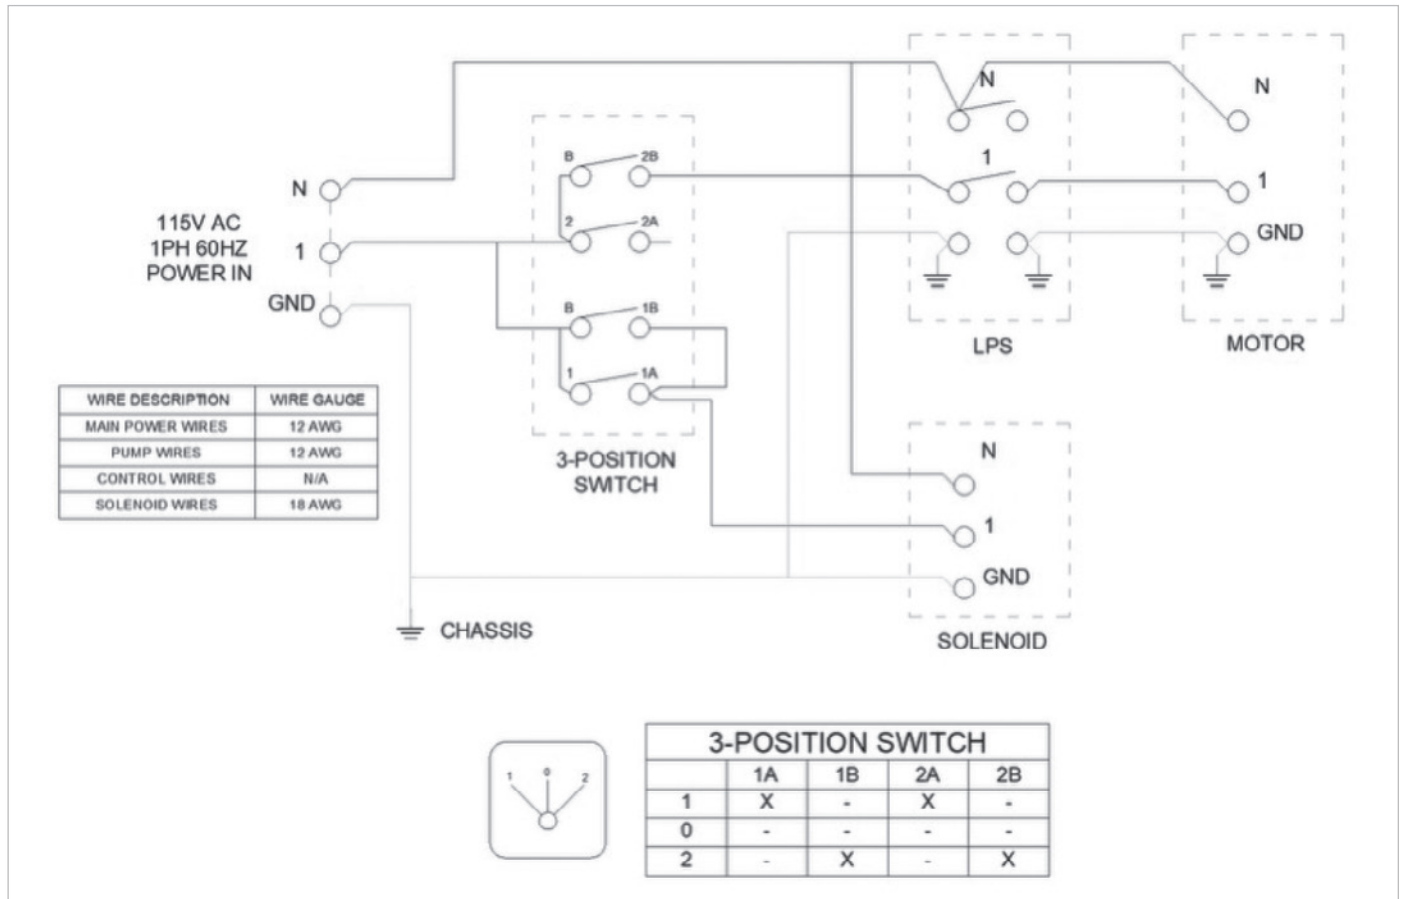 N
115V AC
1PH 60HZ
POWER IN
1
GND
B 2B
2 2A
B 1B
1 1A
3-POSITION
SWITCH
N
1
LPS
N
1
GND
MOTOR
WIRE DESCRIPTION WIRE GAUGE
MAIN POWER WIRES 12 AWG
PUMP WIRES 12 AWG
CONTROL WIRES N/A
SOLENOID WIRES 18 AWG
N
1
GND
SOLENOID
CHASSIS
1 0 2
3-POSITION SWITCH
1A 1B 2A 2B
1 X - X -
0 - - - -
2 - X - X